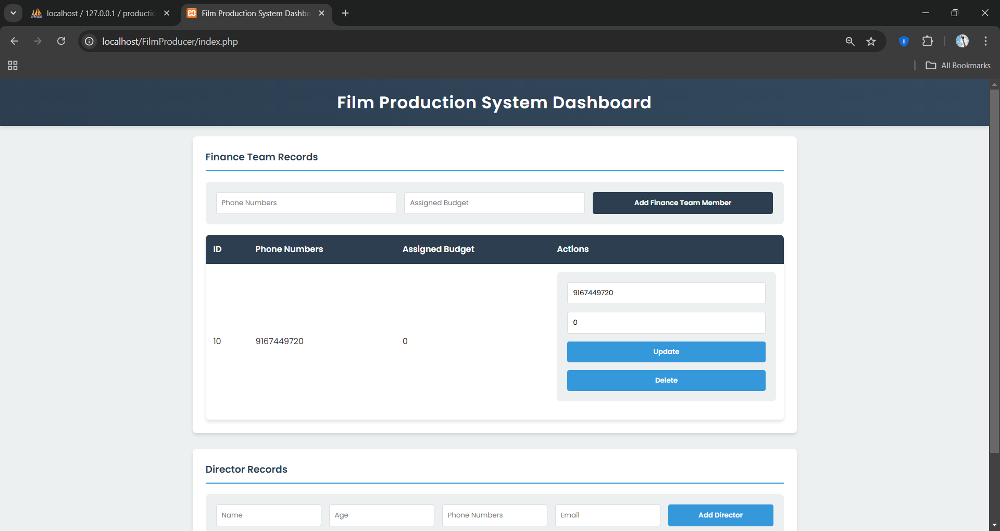 localhost / 127.0.0.1 / productio
Film Production System Dashbo
localhost/FilmProducer/index.php
All Bookmarks
Film Production System Dashboard
Finance Team Records
Phone Numbers
Assigned Budget
Add Finance Team Member
ID
Phone Numbers
Assigned Budget
Actions
10
9167449720
0
9167449720
0
Update
Delete
Director Records
Name
Age
Phone Numbers
Email
Add Director